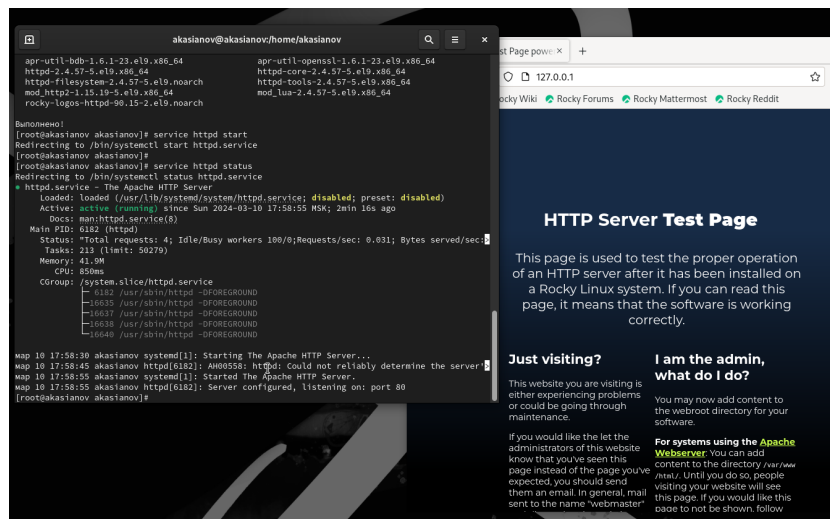 akasianov@akasianov:/home/akasianov
apr-util-bdb-1.6.1-23.el9.x86_64 apr-util-openssl-1.6.1-23.el9.x86_64
httpd-2.4.57-5.el9.x86_64 httpd-core-2.4.57-5.el9.x86_64
httpd-filesystem-2.4.57-5.el9.noarch httpd-tools-2.4.57-5.el9.x86_64
mod_http2-1.15.19-5.el9.x86_64 mod_lua-2.4.57-5.el9.x86_64
rocky-logos-httpd-90.15-2.el9.noarch
Выполнено!
[root@akasianov akasianov]# service httpd start
Redirecting to /bin/systemctl start httpd.service
[root@akasianov akasianov]#
[root@akasianov akasianov]# service httpd status
Redirecting to /bin/systemctl status httpd.service
● httpd.service - The Apache HTTP Server
Loaded: loaded (/usr/lib/systemd/system/httpd.service; disabled; preset: disabled)
Active: active (running) since Sun 2024-03-10 17:58:55 MSK; 2min 16s ago
Docs: man:httpd.service(8)
Main PID: 6182 (httpd)
Status: "Total requests: 4; Idle/Busy workers 100/0;Requests/sec: 0.031; Bytes served/sec:>
Tasks: 213 (limit: 50279)
Memory: 41.9M
CPU: 850ms
CGroup: /system.slice/httpd.service
├─ 6182 /usr/sbin/httpd -DFOREGROUND
├─16635 /usr/sbin/httpd -DFOREGROUND
├─16637 /usr/sbin/httpd -DFOREGROUND
├─16638 /usr/sbin/httpd -DFOREGROUND
└─16640 /usr/sbin/httpd -DFOREGROUND
мар 10 17:58:30 akasianov systemd[1]: Starting The Apache HTTP Server...
мар 10 17:58:45 akasianov httpd[6182]: AH00558: httpd: Could not reliably determine the server'>
мар 10 17:58:55 akasianov systemd[1]: Started The Apache HTTP Server.
мар 10 17:58:55 akasianov httpd[6182]: Server configured, listening on: port 80
[root@akasianov akasianov]#
st Page powe × +
127.0.0.1
ocky Wiki Rocky Forums Rocky Mattermost Rocky Reddit
HTTP Server Test Page
This page is used to test the proper operation
of an HTTP server after it has been installed on
a Rocky Linux system. If you can read this
page, it means that the software is working
correctly.
Just visiting?
This website you are visiting is
either experiencing problems
or could be going through
maintenance.
If you would like the let the
administrators of this website
know that you've seen this
page instead of the page you've
expected, you should send
them an email. In general, mail
sent to the name "webmaster"
I am the admin,
what do I do?
You may now add content to
the webroot directory for your
software.
For systems using the Apache
Webserver: You can add
content to the directory /var/www
/html/. Until you do so, people
visiting your website will see
this page. If you would like this
page to not be shown, follow